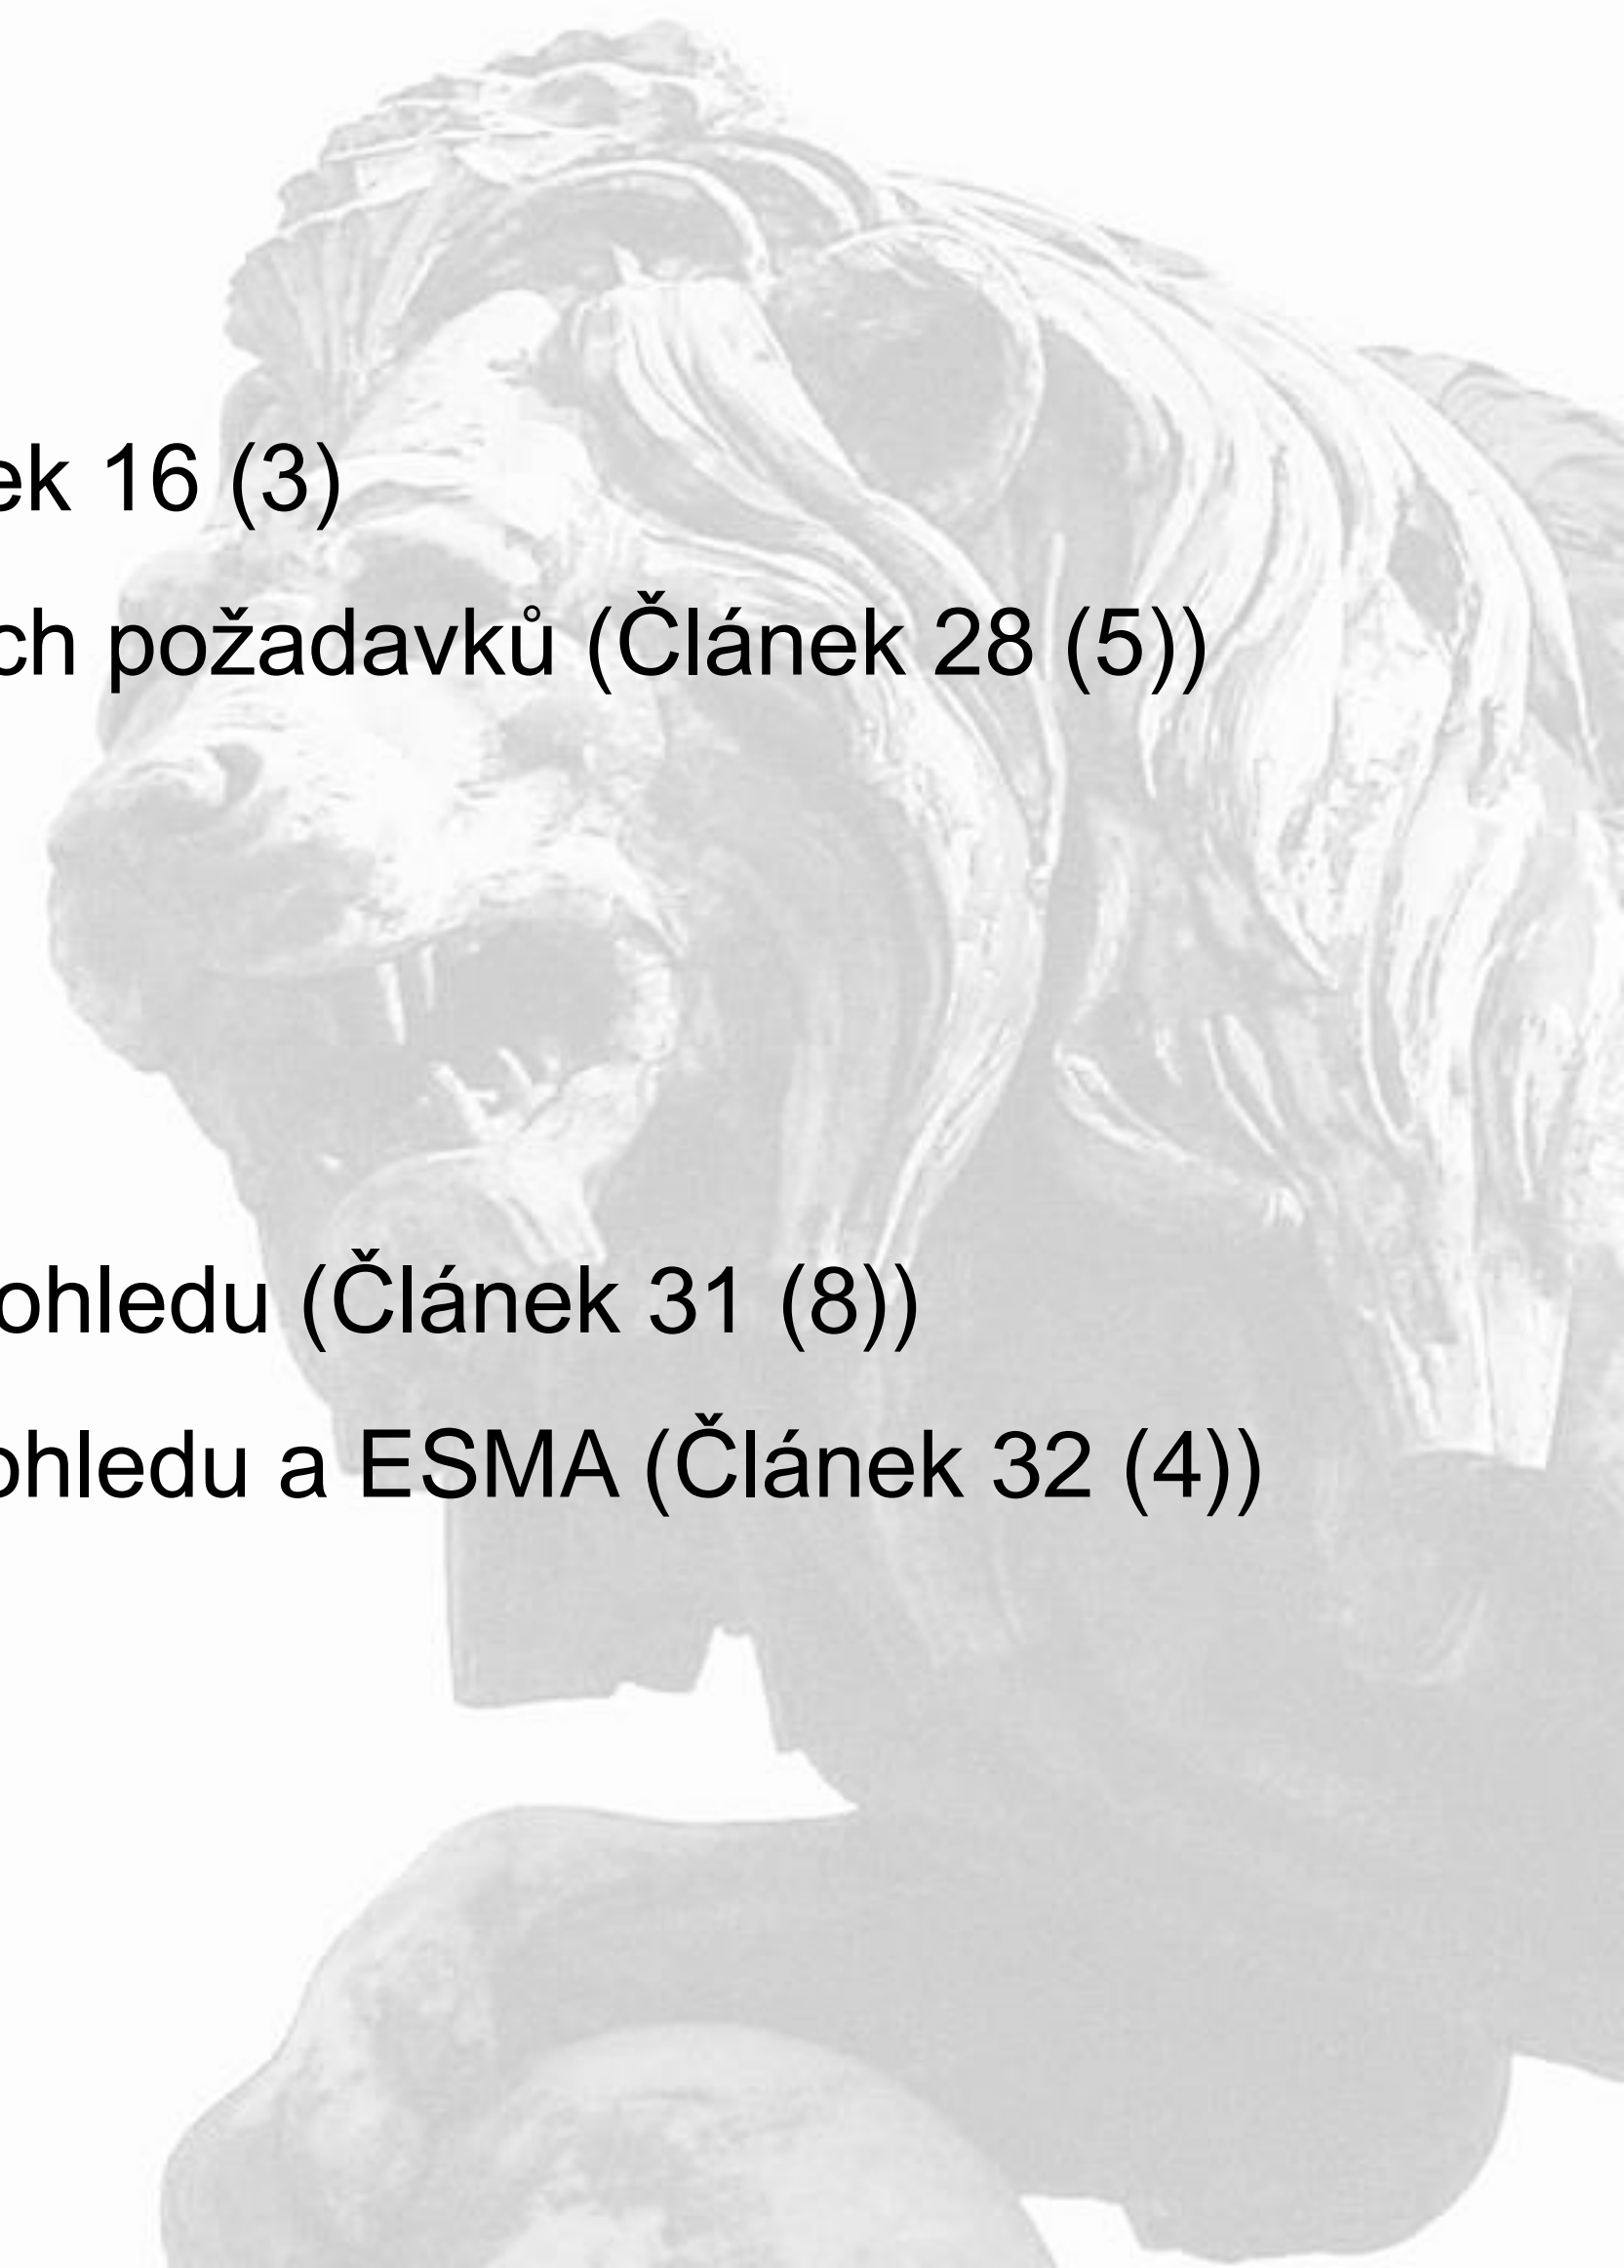 ek 16 (3)
ch požadavků (Článek 28 (5))
ohledu (Článek 31 (8))
ohledu a ESMA (Článek 32 (4))